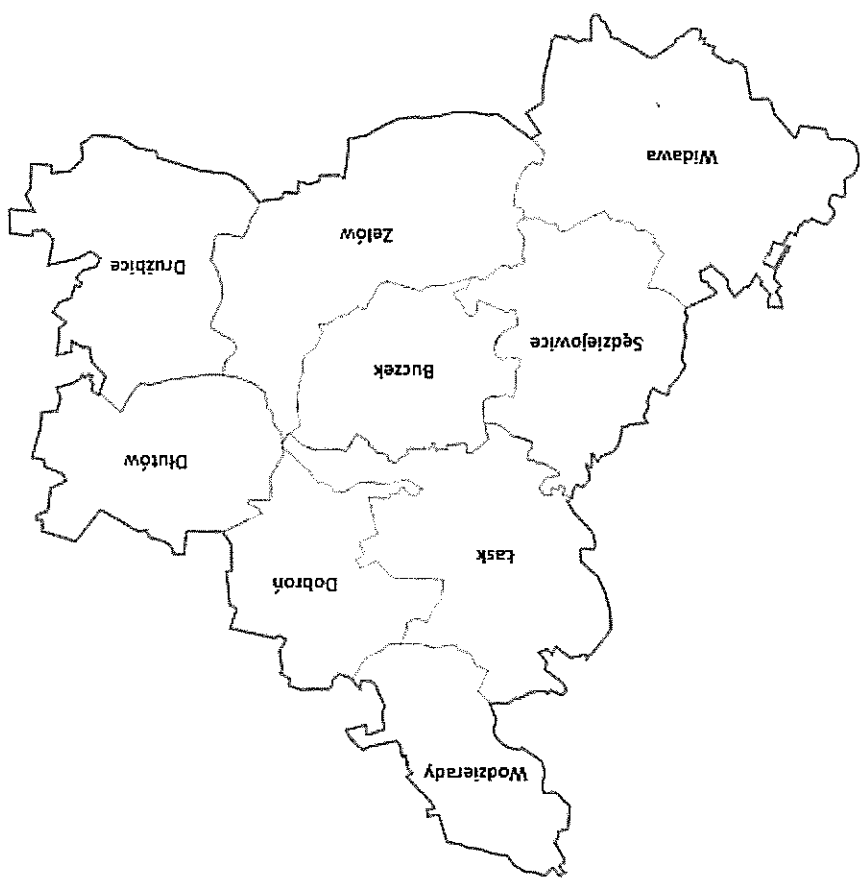 Wodzierady
Dobroń
Łask
Dłutów
Buczek
Sędziejowice
Drużbice
Zelów
Widawa